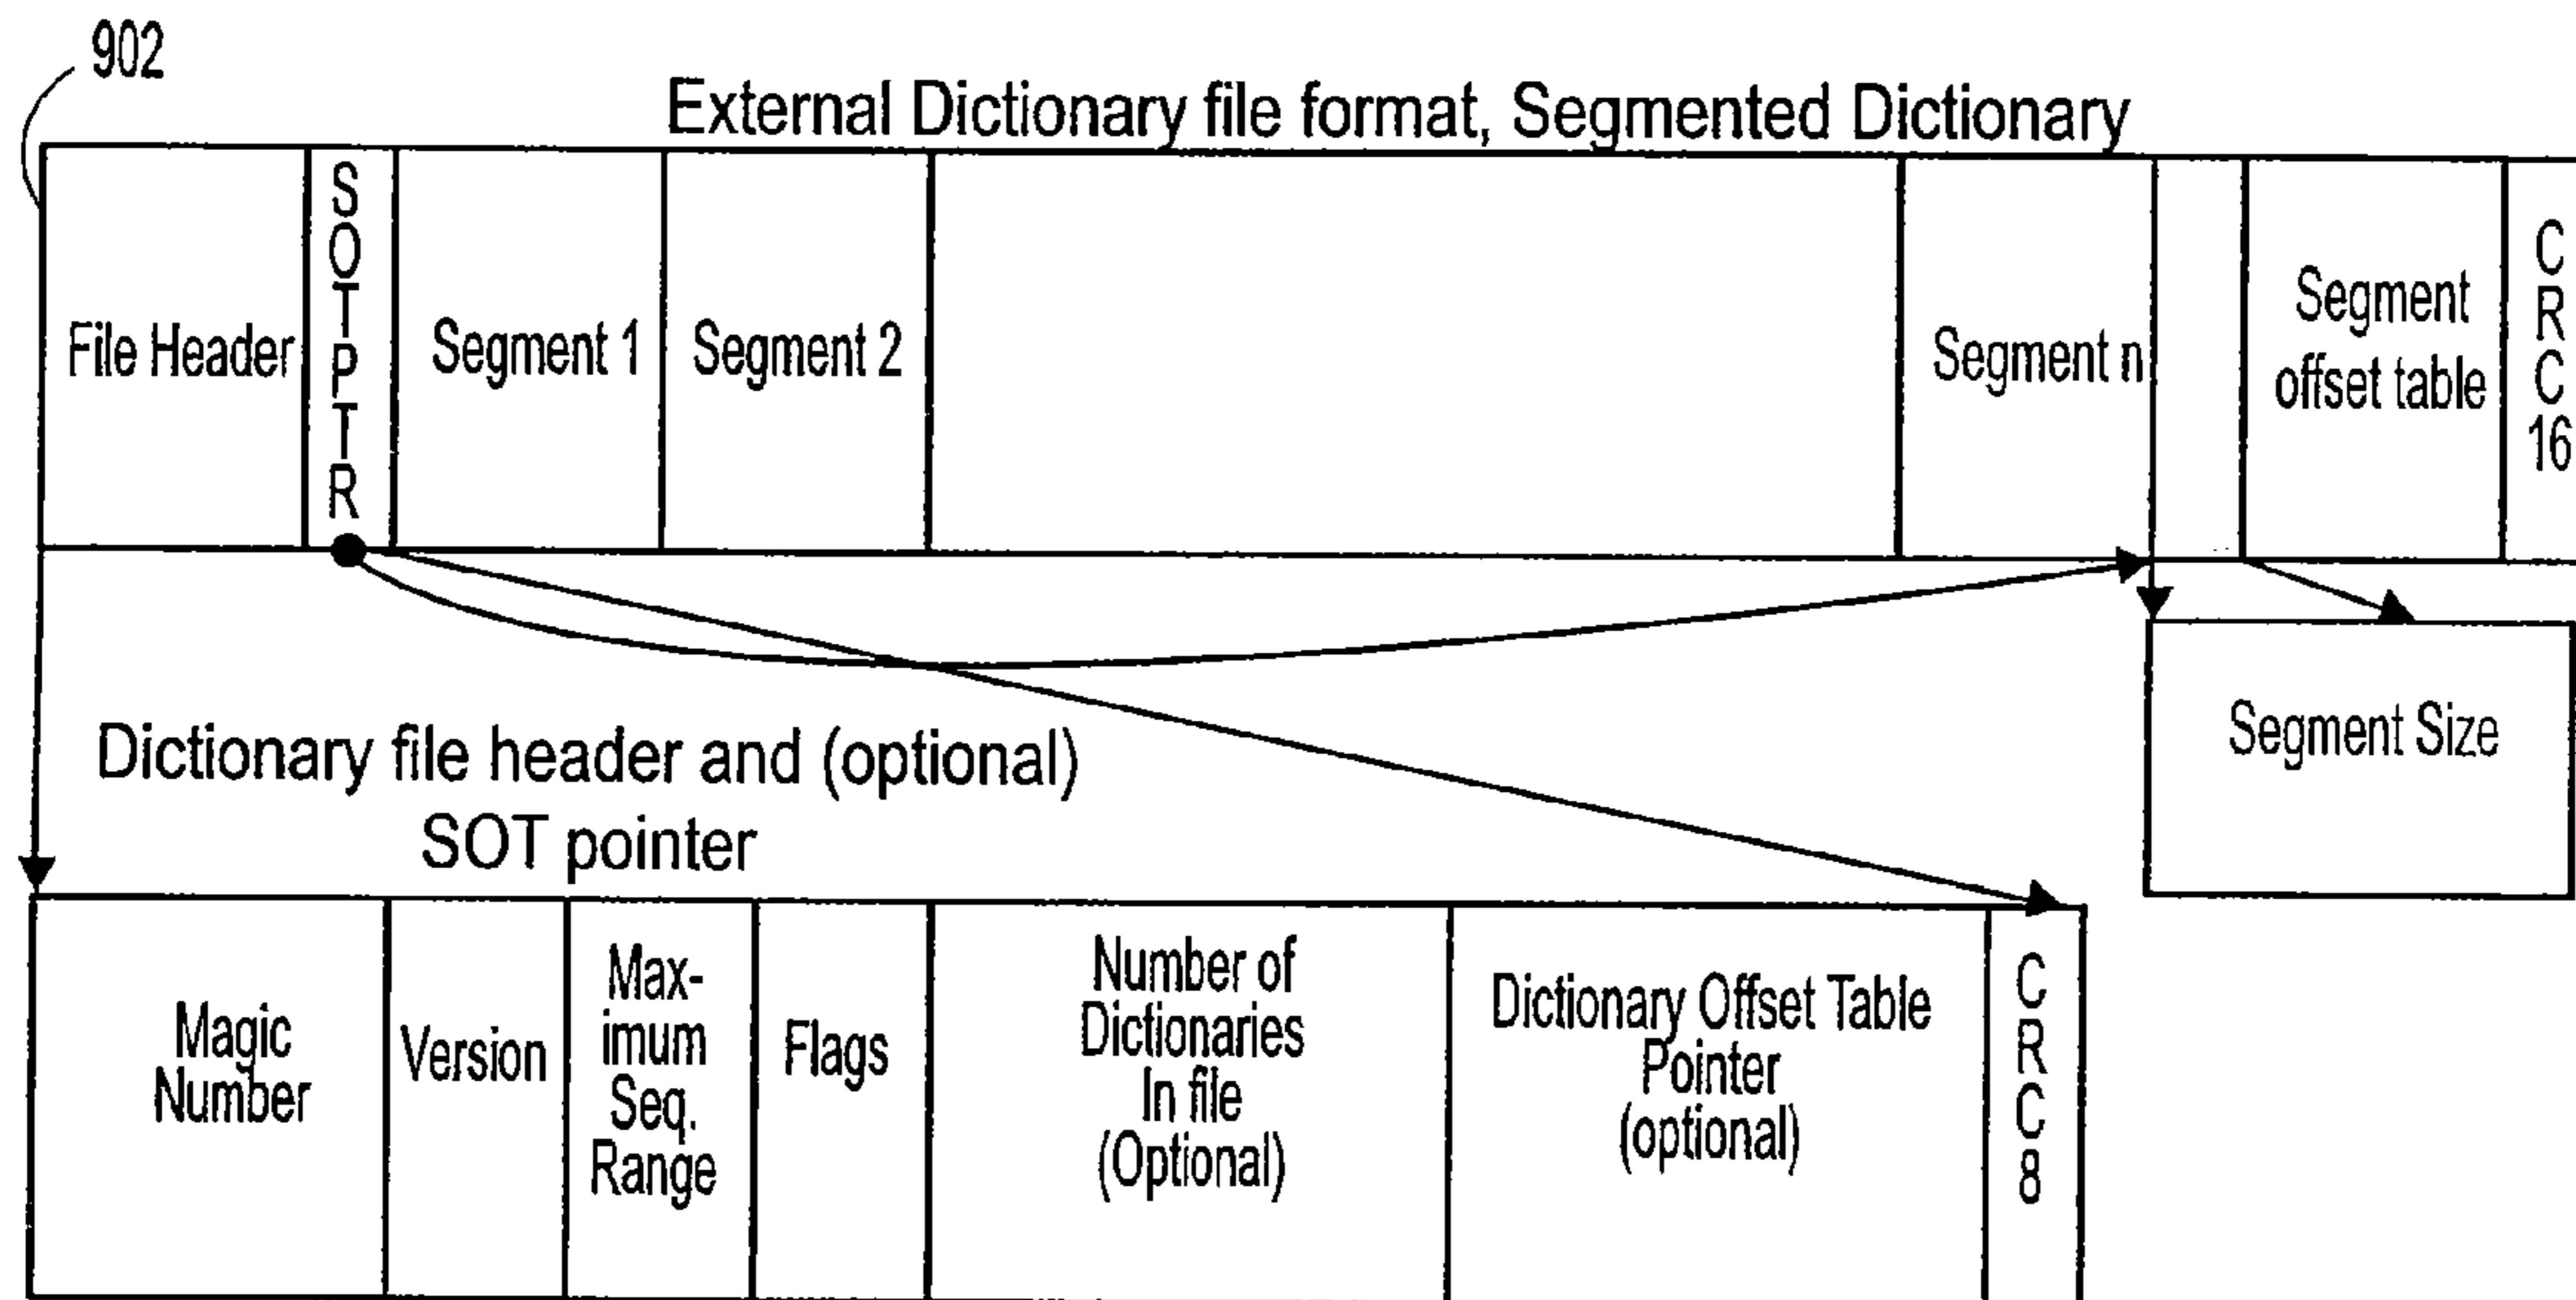 902
External Dictionary file format, Segmented Dictionary
File Header
SOTPTR
Segment 1
Segment 2
Segment n
Segment
offset table
CRC16
Segment Size
Dictionary file header and (optional)
SOT pointer
Magic
Number
Version
Max-
imum
Seq.
Range
Flags
Number of
Dictionaries
In file
(Optional)
Dictionary Offset Table
Pointer
(optional)
CRC8